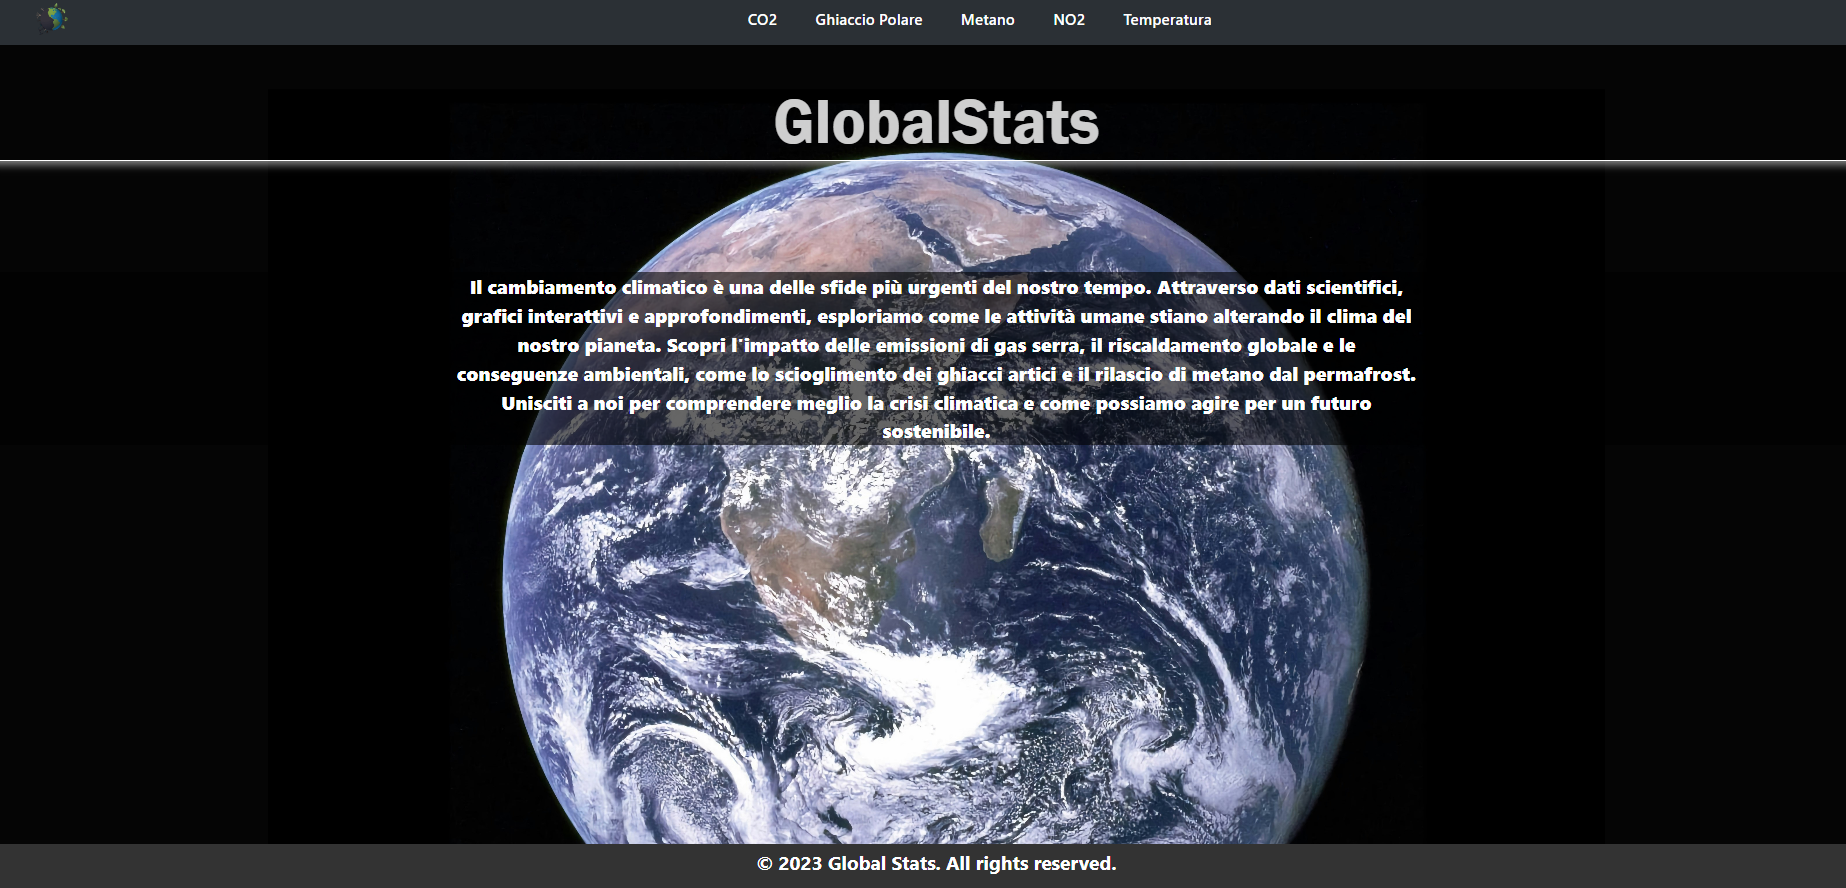 CO2 Ghiaccio Polare Metano NO2 Temperatura
GlobalStats
Il cambiamento climatico è una delle sfide più urgenti del nostro tempo. Attraverso dati scientifici,
grafici interattivi e approfondimenti, esploriamo come le attività umane stiano alterando il clima del
nostro pianeta. Scopri l'impatto delle emissioni di gas serra, il riscaldamento globale e le
conseguenze ambientali, come lo scioglimento dei ghiacci artici e il rilascio di metano dal permafrost.
Unisciti a noi per comprendere meglio la crisi climatica e come possiamo agire per un futuro
sostenibile.
© 2023 Global Stats. All rights reserved.